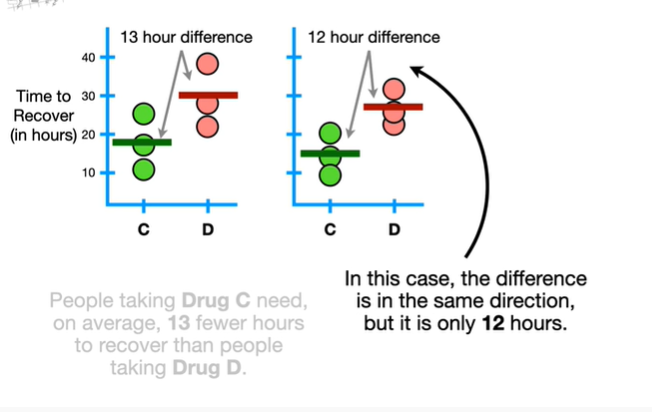 13 hour difference
12 hour difference
40
Time to
Recover
(in hours)
30
20
10
C
D
C
D
People taking Drug C need,
on average, 13 fewer hours
to recover than people
taking Drug D.
In this case, the difference
is in the same direction,
but it is only 12 hours.